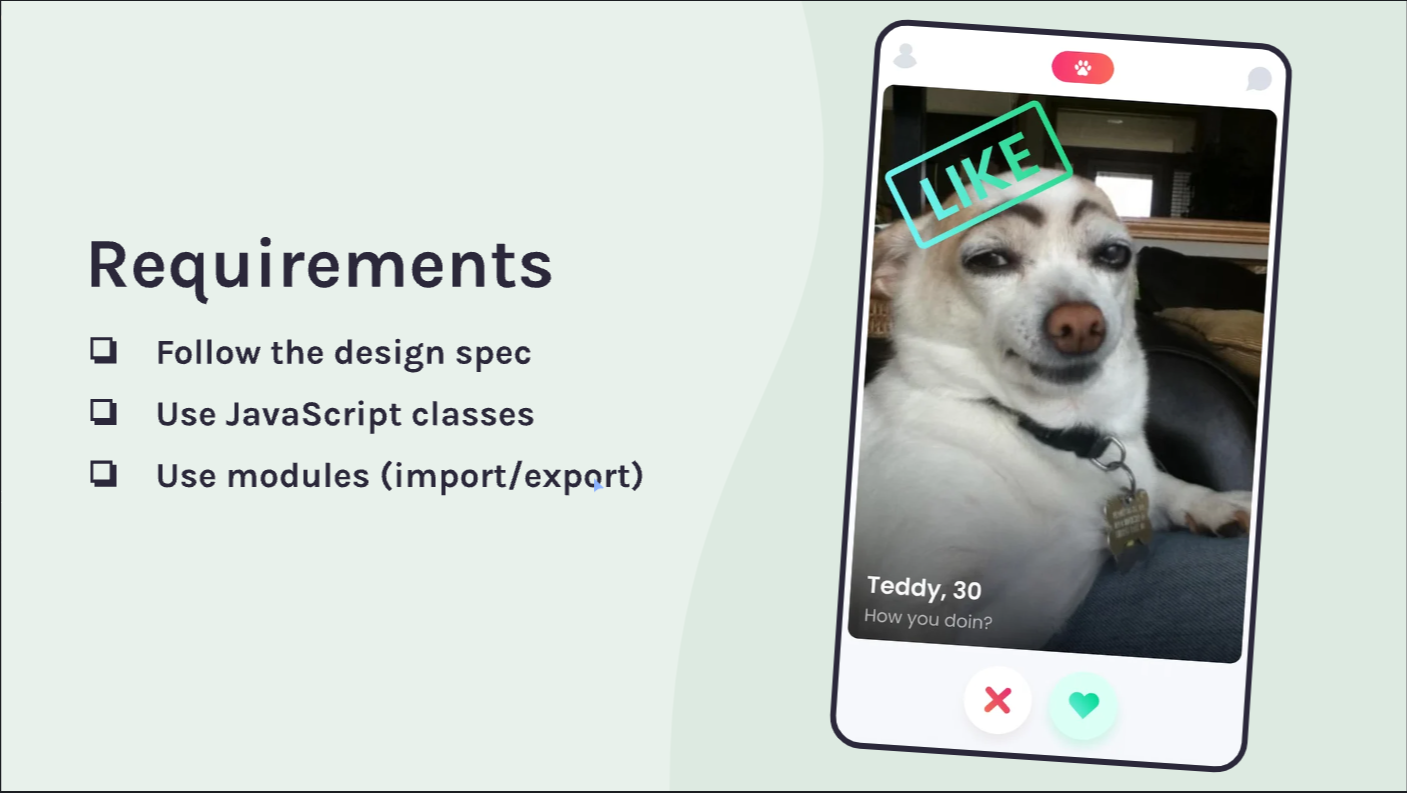 Requirements
Follow the design spec
Use JavaScript classes
Use modules (import/export)
LIKE
Teddy, 30
How you doin?